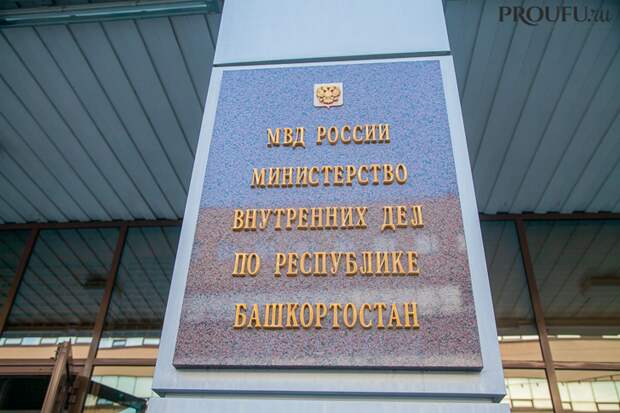 PROUFU.ru
МВД РОССИИ
МИНИСТЕРСТВО
ВНУТРЕННИХ ДЕЛ
ПО РЕСПУБЛИКЕ
БАШКОРТОСТАН